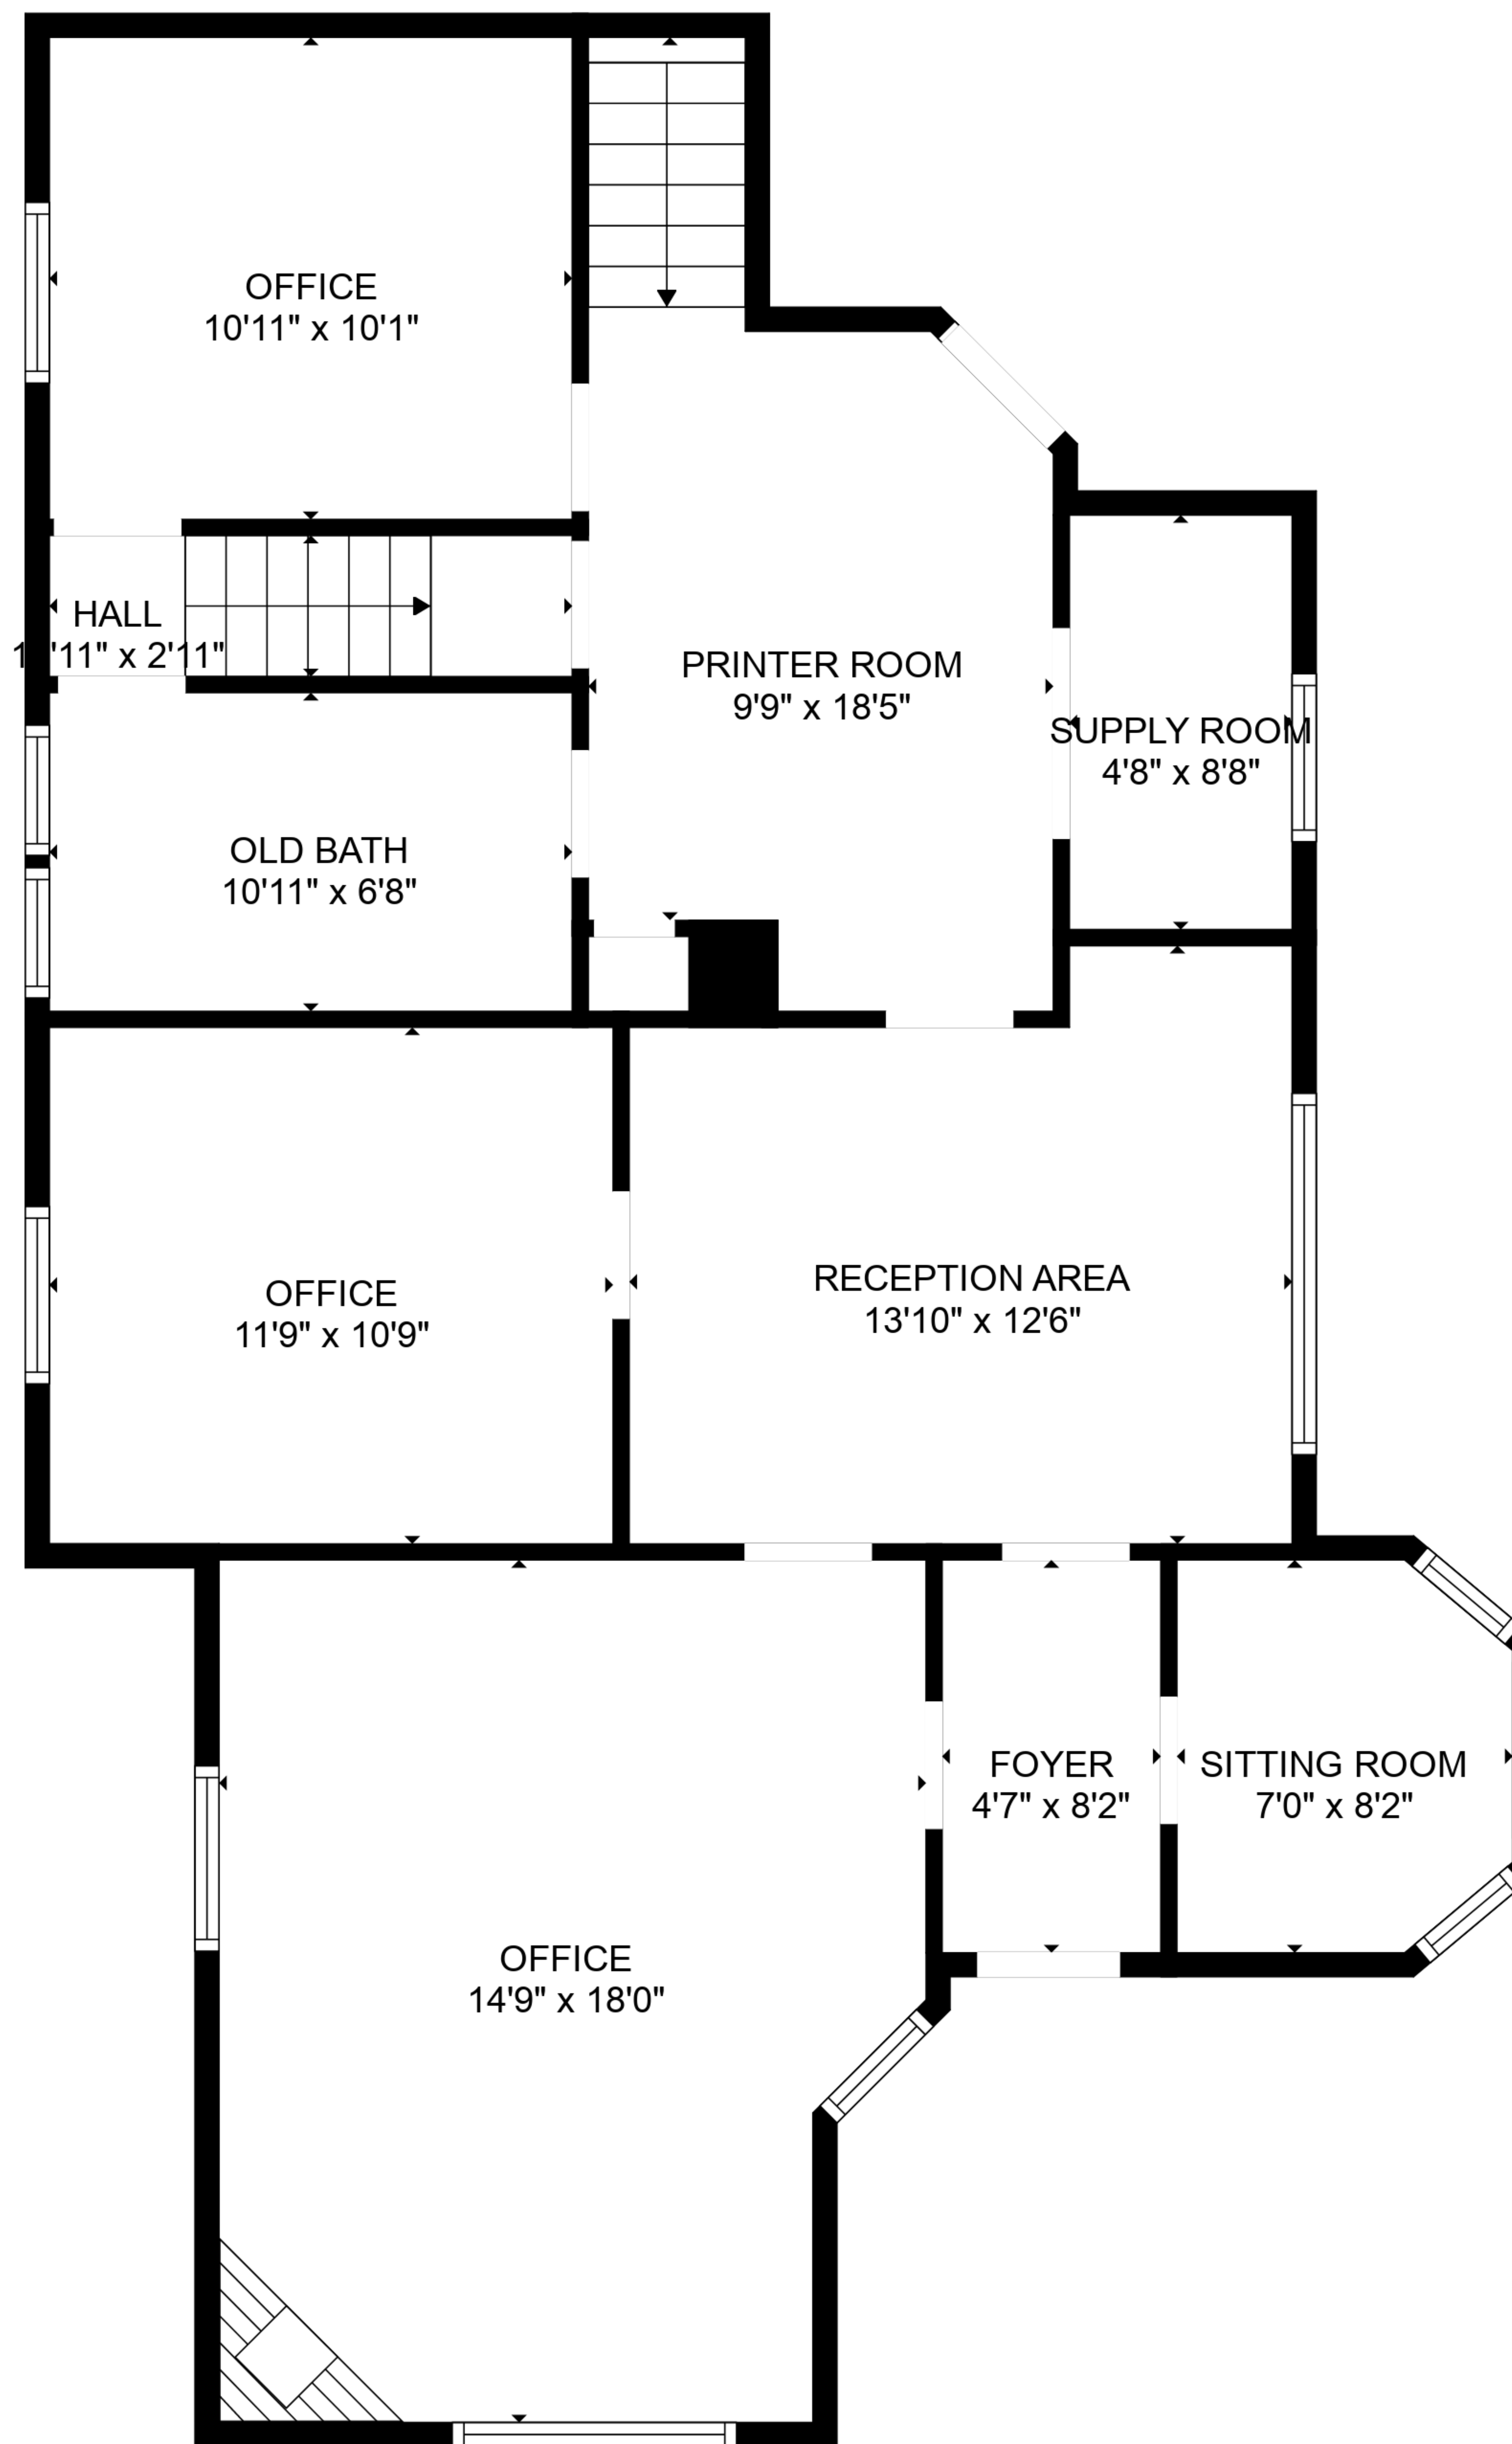 OFFICE
10'11" x 10'1"
HALL
'11" x 2'11"
PRINTER ROOM
9'9" x 18'5"
SUPPLY ROOM
4'8" x 8'8"
OLD BATH
10'11" x 6'8"
OFFICE
11'9" x 10'9"
RECEPTION AREA
13'10" x 12'6"
FOYER
4'7" x 8'2"
SITTING ROOM
7'0" x 8'2"
OFFICE
14'9" x 18'0"